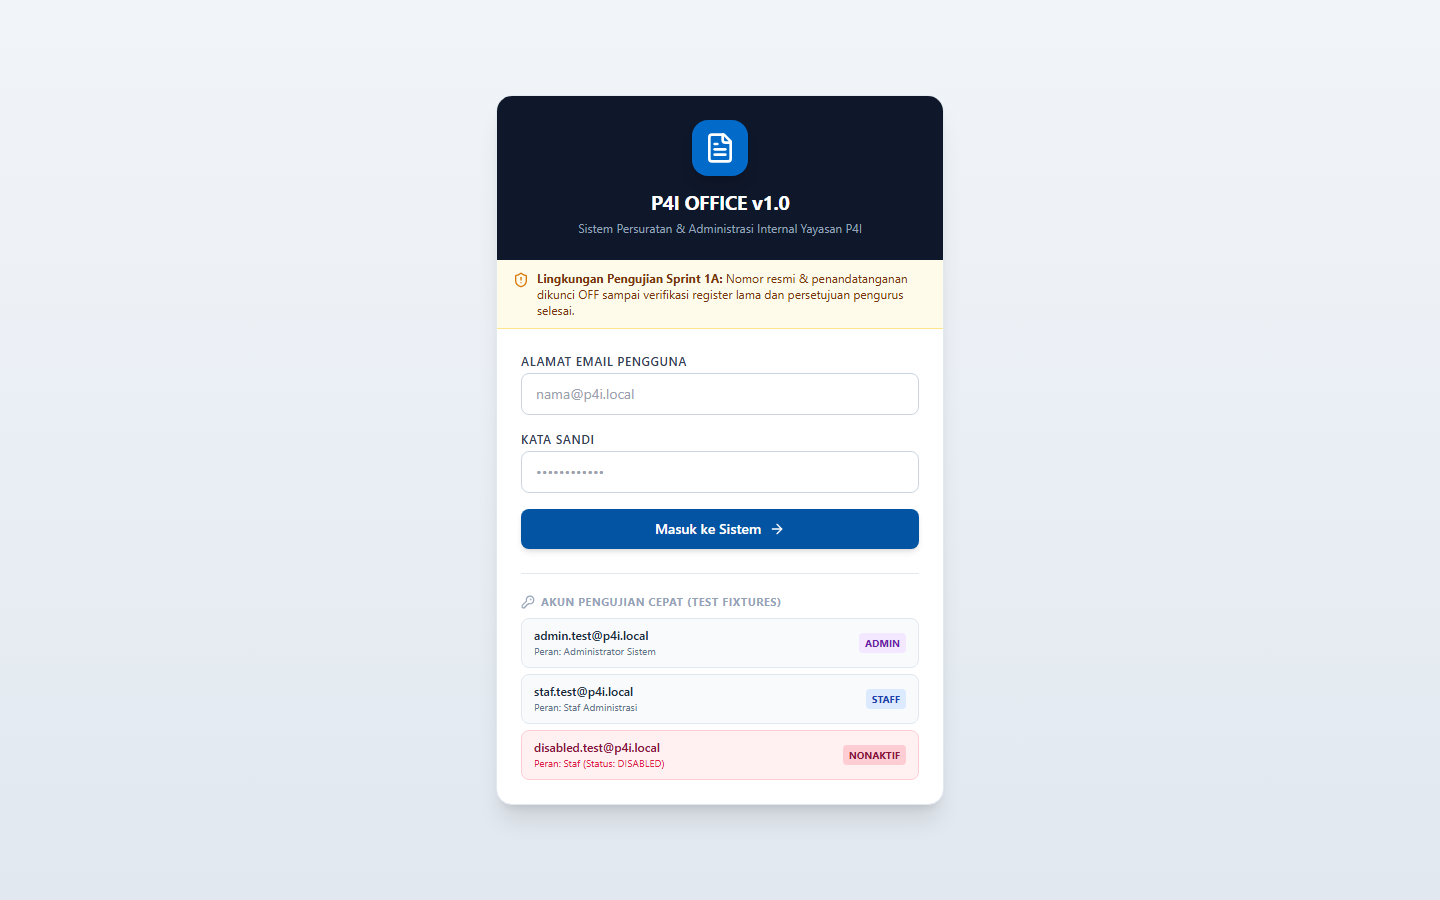 P4I OFFICE v1.0
Sistem Persuratan & Administrasi Internal Yayasan P4I
Lingkungan Pengujian Sprint 1A: Nomor resmi & penandatanganan
dikunci OFF sampai verifikasi register lama dan persetujuan pengurus
selesai.
ALAMAT EMAIL PENGGUNA
nama@p4i.local
KATA SANDI
••••••••••••
Masuk ke Sistem →
AKUN PENGUJIAN CEPAT (TEST FIXTURES)
admin.test@p4i.local
Peran: Administrator Sistem
ADMIN
staf.test@p4i.local
Peran: Staf Administrasi
STAFF
disabled.test@p4i.local
Peran: Staf (Status: DISABLED)
NONAKTIF